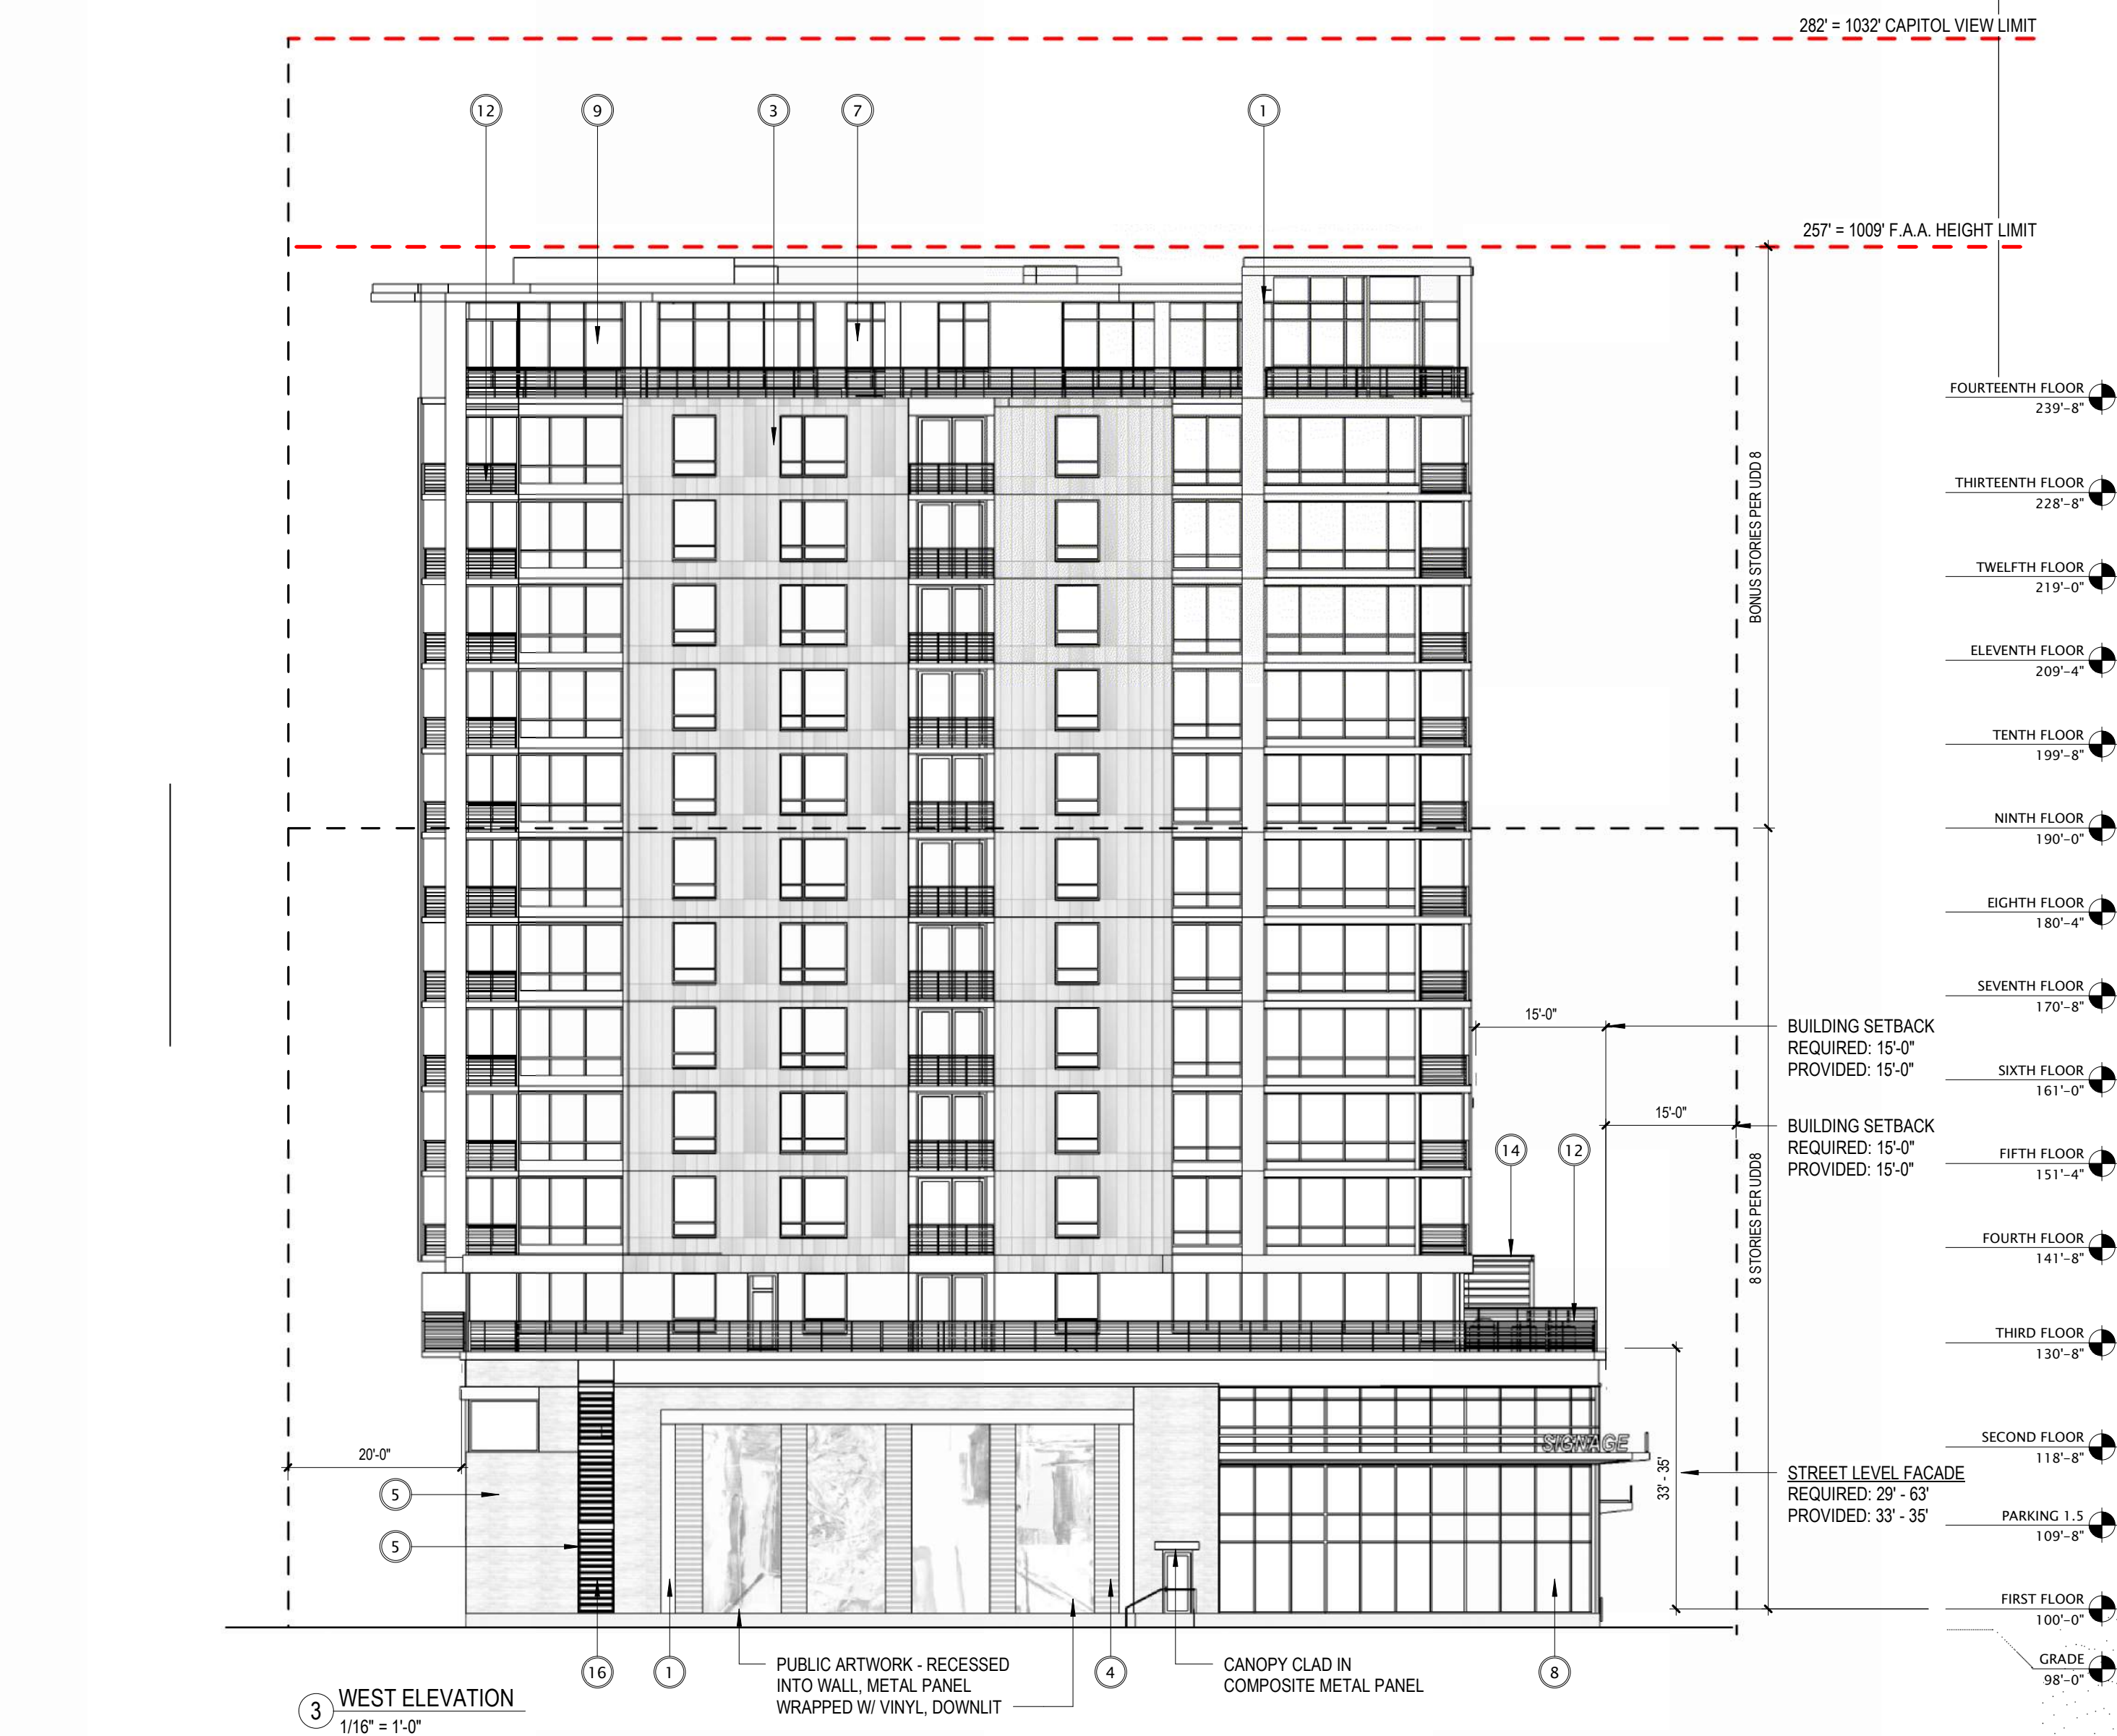 282' = 1032' CAPITOL VIEW LIMIT
12
9
3
7
1
257' = 1009' F.A.A. HEIGHT LIMIT
FOURTEENTH FLOOR
239'-8"
BONUS STORIES PER UDD 8
THIRTEENTH FLOOR
228'-8"
TWELFTH FLOOR
219'-0"
ELEVENTH FLOOR
209'-4"
TENTH FLOOR
199'-8"
NINTH FLOOR
190'-0"
EIGHTH FLOOR
180'-4"
SEVENTH FLOOR
170'-8"
15'-0"
BUILDING SETBACK
REQUIRED: 15'-0"
PROVIDED: 15'-0"
SIXTH FLOOR
161'-0"
15'-0"
BUILDING SETBACK
REQUIRED: 15'-0"
PROVIDED: 15'-0"
14
12
8 STORIES PER UDD8
FIFTH FLOOR
151'-4"
FOURTH FLOOR
141'-8"
THIRD FLOOR
130'-8"
SECOND FLOOR
118'-8"
SIGNAGE
20'-0"
33' - 35'
STREET LEVEL FACADE
REQUIRED: 29' - 63'
PROVIDED: 33' - 35'
5
5
PARKING 1.5
109'-8"
FIRST FLOOR
100'-0"
GRADE
98'-0"
16
1
PUBLIC ARTWORK - RECESSED
INTO WALL, METAL PANEL
WRAPPED W/ VINYL, DOWNLIT
4
CANOPY CLAD IN
COMPOSITE METAL PANEL
8
3
WEST ELEVATION
1/16" = 1'-0"